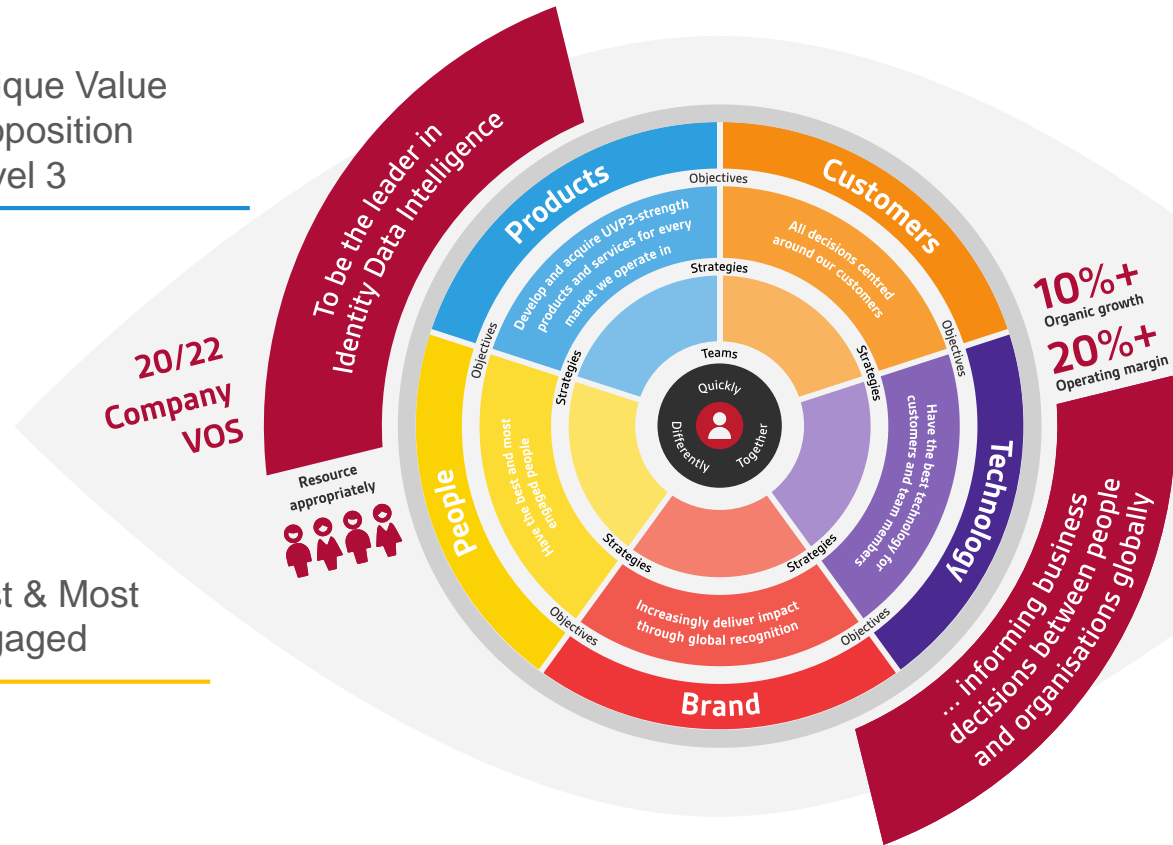 ique Value
oposition
vel 3
st & Most
gaged
20/22
Company
VOS
To be the leader in
Identity Data Intelligence
Resource
appropriately
Products
Objectives
Develop and acquire UVP3-strength
products and services for every
market we operate in
Strategies
Customers
All decisions centred
around our customers
Objectives
Strategies
Technology
Have the best technology for
customers and team members
Objectives
Strategies
Brand
Increasingly deliver impact
through global recognition
Objectives
Strategies
People
Have the best and most
engaged people
Objectives
Strategies
Teams
Quickly
Together
Differently
10%+
Organic growth
20%+
Operating margin
... informing business
decisions between people
and organisations globally